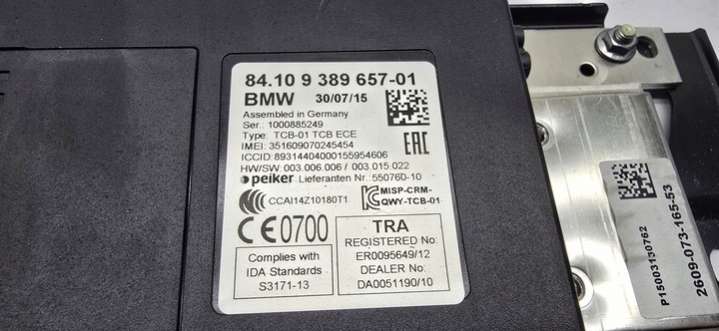 84.10 9 389 657-01
BMW 30/07/15
Assembled in Germany
Ser.: 1000885249
Type: TCB-01 TCB ECE
IMEI: 351609070245454
ICCID: 89314404000155954606
HW/SW: 003.006.006 / 003.015.022
peiker Lieferanten Nr. 550760-10
EAC
CCC
CCAI14Z10180T1
MISP-CRM-
QWY-TCB-01
CE0700
TRA
REGISTERED No:
ER0095649/12
DEALER No:
DA0051190/10
Complies with
IDA Standards
S3171-13
P15003130762
2609-073-165-53